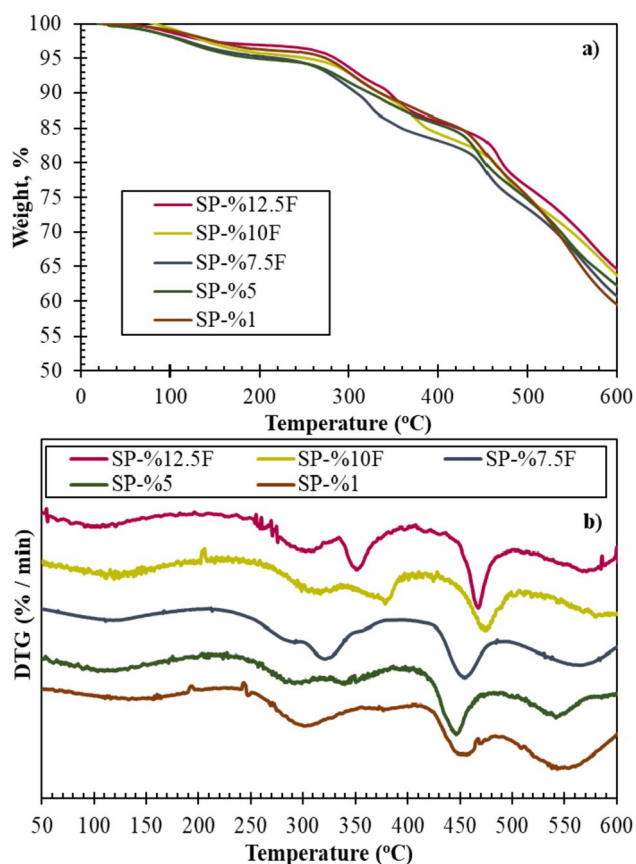 100
a)
95
90
85
80
75
70
65
60
55
50
Weight, %
SP-%12.5F
SP-%10F
SP-%7.5F
SP-%5
SP-%1
0 100 200 300 400 500 600
Temperature (°C)
SP-%12.5F SP-%10F SP-%7.5F
SP-%5 SP-%1
b)
DTG (% / min)
50 100 150 200 250 300 350 400 450 500 550 600
Temperature (°C)